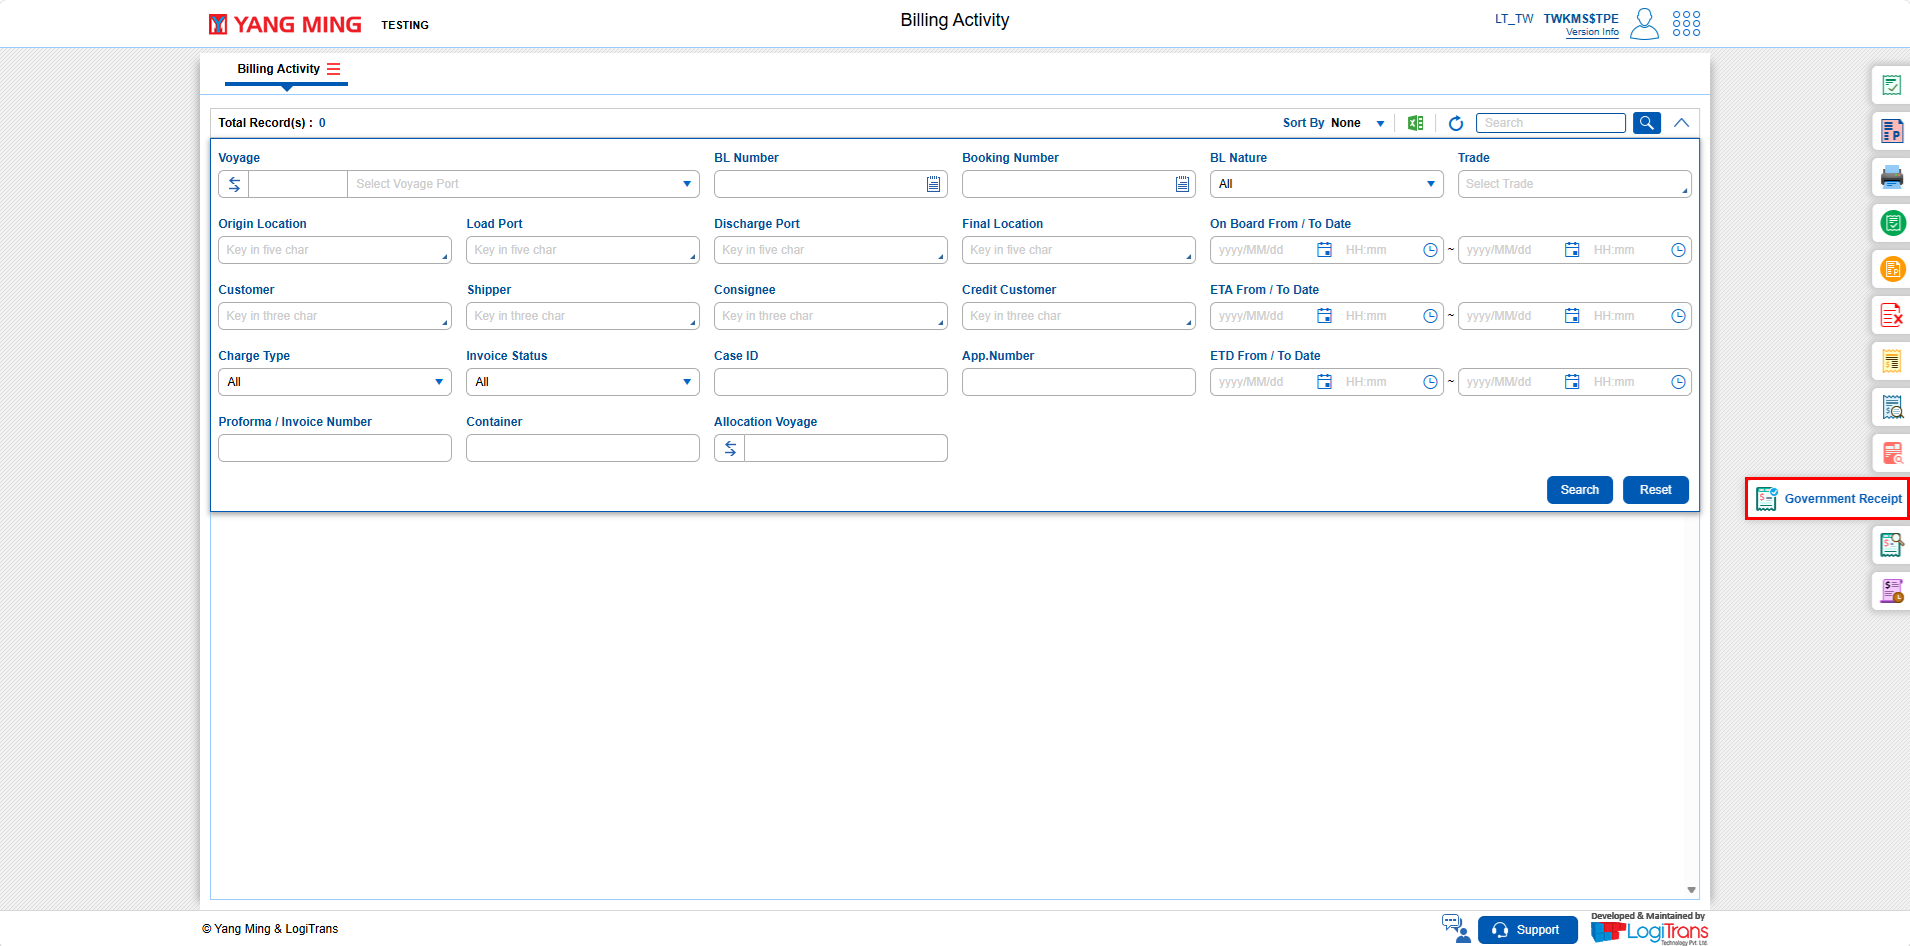 YANG MING TESTING
Billing Activity
LT_TW TWKMS$TPE
Version Info
Billing Activity
Total Record(s) : 0
Sort By None
Search
Voyage BL Number Booking Number BL Nature Trade
Select Voyage Port All Select Trade
Origin Location Load Port Discharge Port Final Location On Board From / To Date
Key in five char Key in five char Key in five char Key in five char yyyy/MM/dd HH:mm ~ yyyy/MM/dd HH:mm
Customer Shipper Consignee Credit Customer ETA From / To Date
Key in three char Key in three char Key in three char Key in three char yyyy/MM/dd HH:mm ~ yyyy/MM/dd HH:mm
Charge Type Invoice Status Case ID App.Number ETD From / To Date
All All yyyy/MM/dd HH:mm ~ yyyy/MM/dd HH:mm
Proforma / Invoice Number Container Allocation Voyage
Search Reset
Government Receipt
© Yang Ming & LogiTrans
Support
Developed & Maintained by
LogiTrans
Technology Pvt. Ltd.